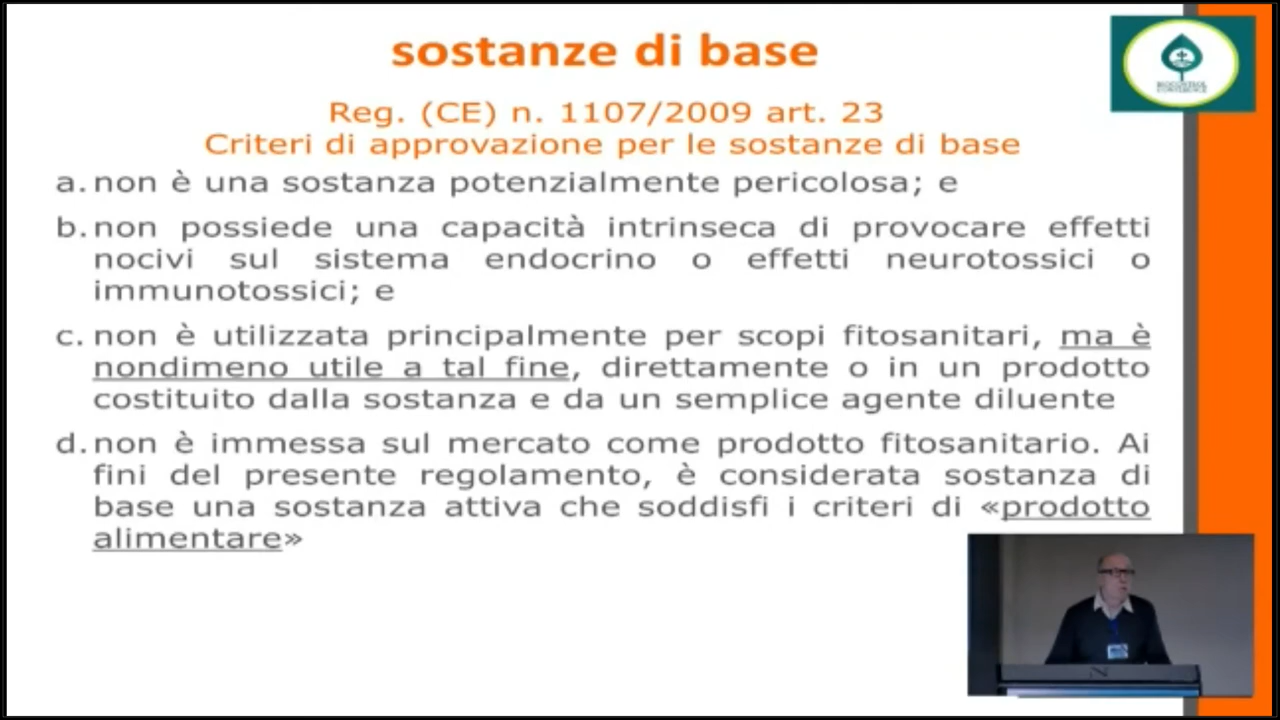 sostanze di base
Reg. (CE) n. 1107/2009 art. 23
Criteri di approvazione per le sostanze di base
a. non è una sostanza potenzialmente pericolosa; e
b. non possiede una capacità intrinseca di provocare effetti
nocivi sul sistema endocrino o effetti neurotossici o
immunotossici; e
c. non è utilizzata principalmente per scopi fitosanitari, ma è
nondimeno utile a tal fine, direttamente o in un prodotto
costituito dalla sostanza e da un semplice agente diluente
d. non è immessa sul mercato come prodotto fitosanitario. Ai
fini del presente regolamento, è considerata sostanza di
base una sostanza attiva che soddisfi i criteri di «prodotto
alimentare»
BIOCONTROL
CONFERENCE
N